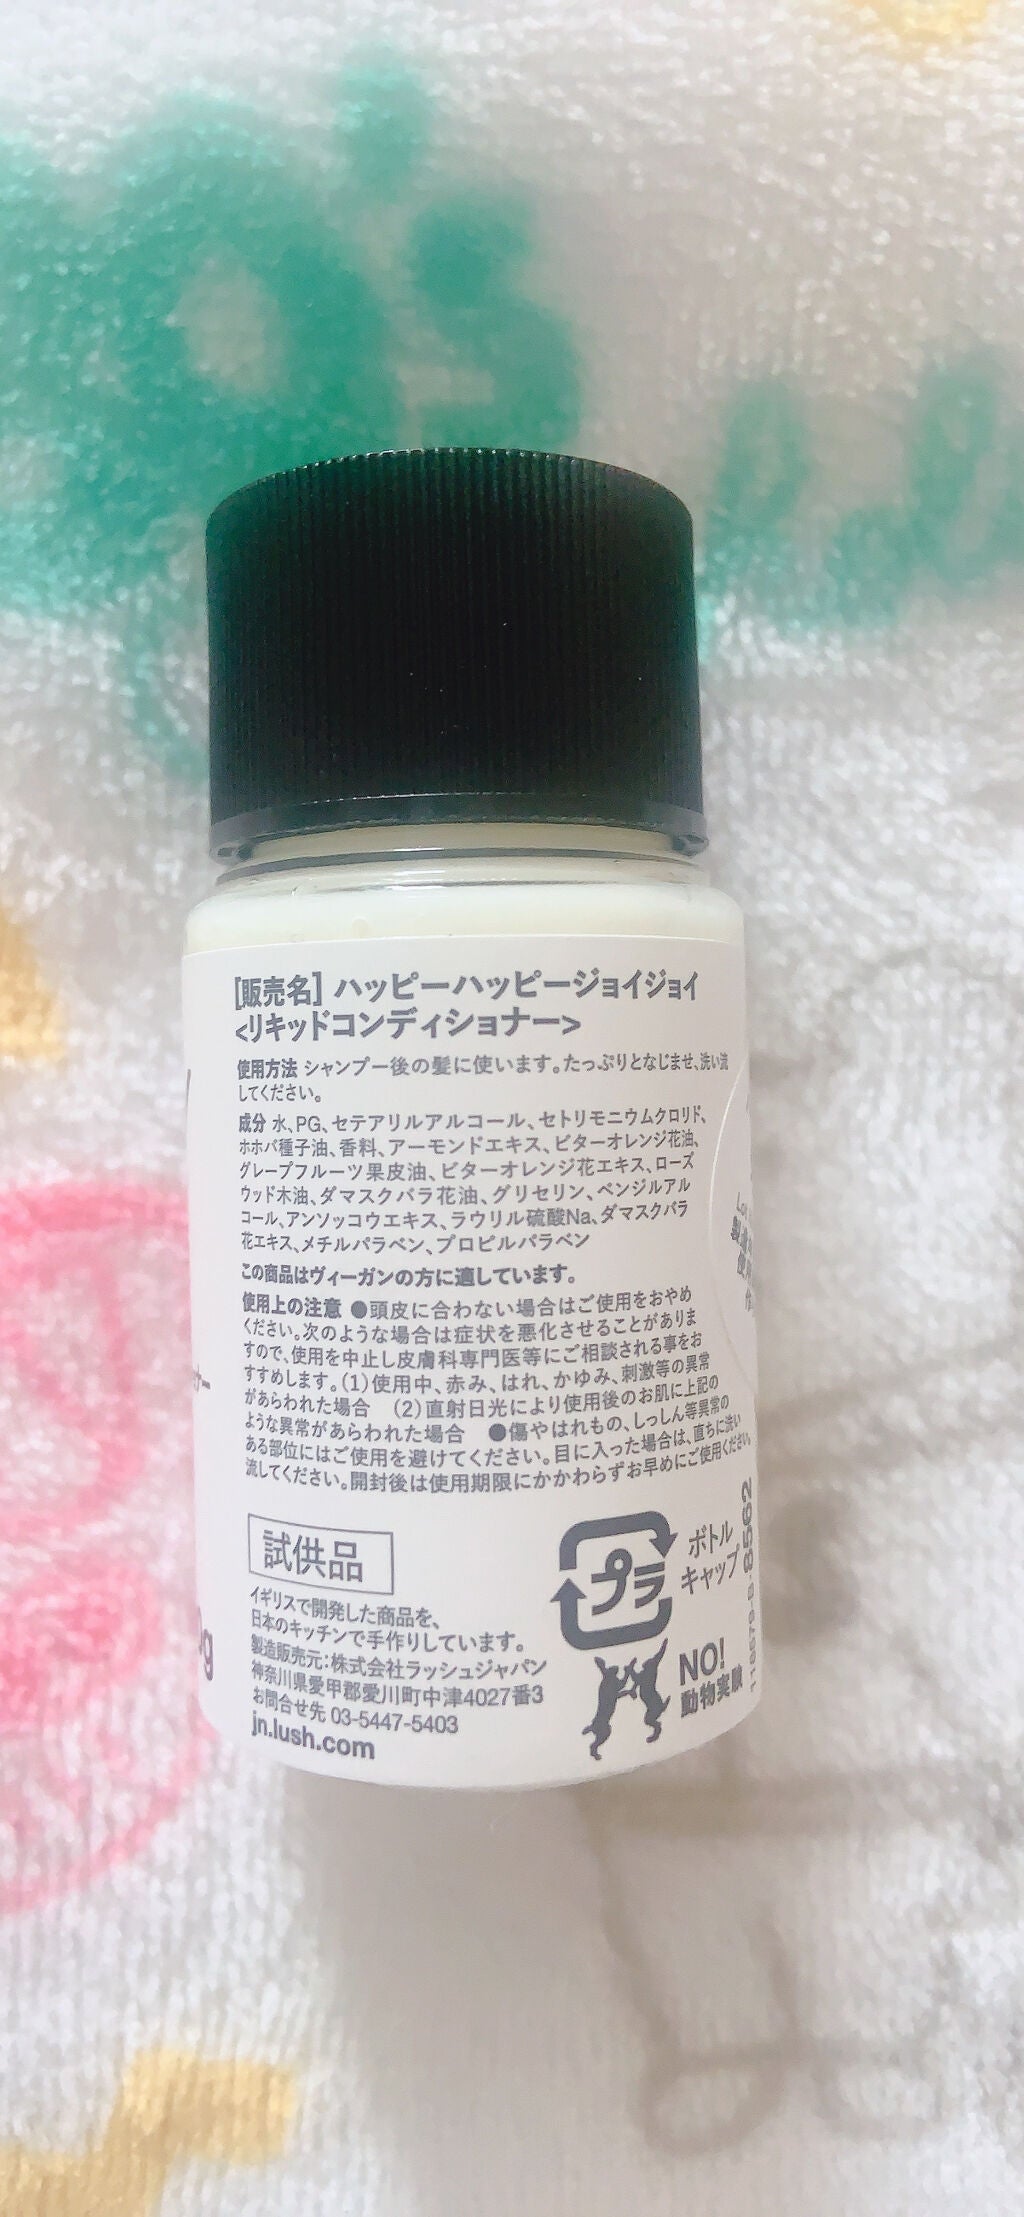 [販売名] ハッピーハッピージョイジョイ
<リキッドコンディショナー>
使用方法 シャンプー後の髪に使います。たっぷりとなじませ、洗い流
してください。
成分 水、PG、セテアリルアルコール、セトリモニウムクロリド、
ホホバ種子油、香料、アーモンドエキス、ビターオレンジ花油、
グレープフルーツ果皮油、ビターオレンジ花エキス、ローズ
ウッド木油、ダマスクバラ花油、グリセリン、ベンジルアル
コール、アンソッコウエキス、ラウリル硫酸Na、ダマスクバラ
花エキス、メチルパラベン、プロピルパラベン
この商品はヴィーガンの方に適しています。
使用上の注意 ●頭皮に合わない場合はご使用をおやめ
ください。次のような場合は症状を悪化させることがありま
すので、使用を中止し皮膚科専門医等にご相談される事をお
すすめします。(1)使用中、赤み、はれ、かゆみ、刺激等の異常
があらわれた場合 (2)直射日光により使用後のお肌に上記の
ような異常があらわれた場合 ●傷やはれもの、しっしん等異常の
ある部位にはご使用を避けてください。目に入った場合は、直ちに洗い
流してください。開封後は使用期限にかかわらずお早めにご使用ください。
試供品
イギリスで開発した商品を、
日本のキッチンで手作りしています。
製造販売元:株式会社ラッシュジャパン
神奈川県愛甲郡愛川町中津4027番3
お問合せ先 03-5447-5403
jn.lush.com
プラ
ボトル
キャップ
NO!
動物実験
8562